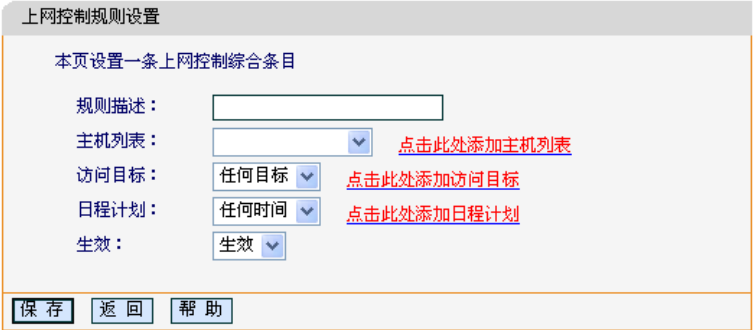 上网控制规则设置
本页设置一条上网控制综合条目
规则描述：
主机列表： 点击此处添加主机列表
访问目标： 任何目标 点击此处添加访问目标
日程计划： 任何时间 点击此处添加日程计划
生效： 生效
保 存 返 回 帮 助